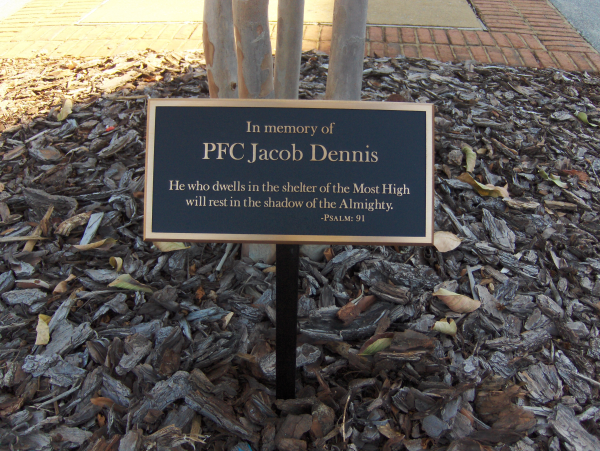 In memory of
PFC Jacob Dennis
He who dwells in the shelter of the Most High
will rest in the shadow of the Almighty.
-Psalm: 91